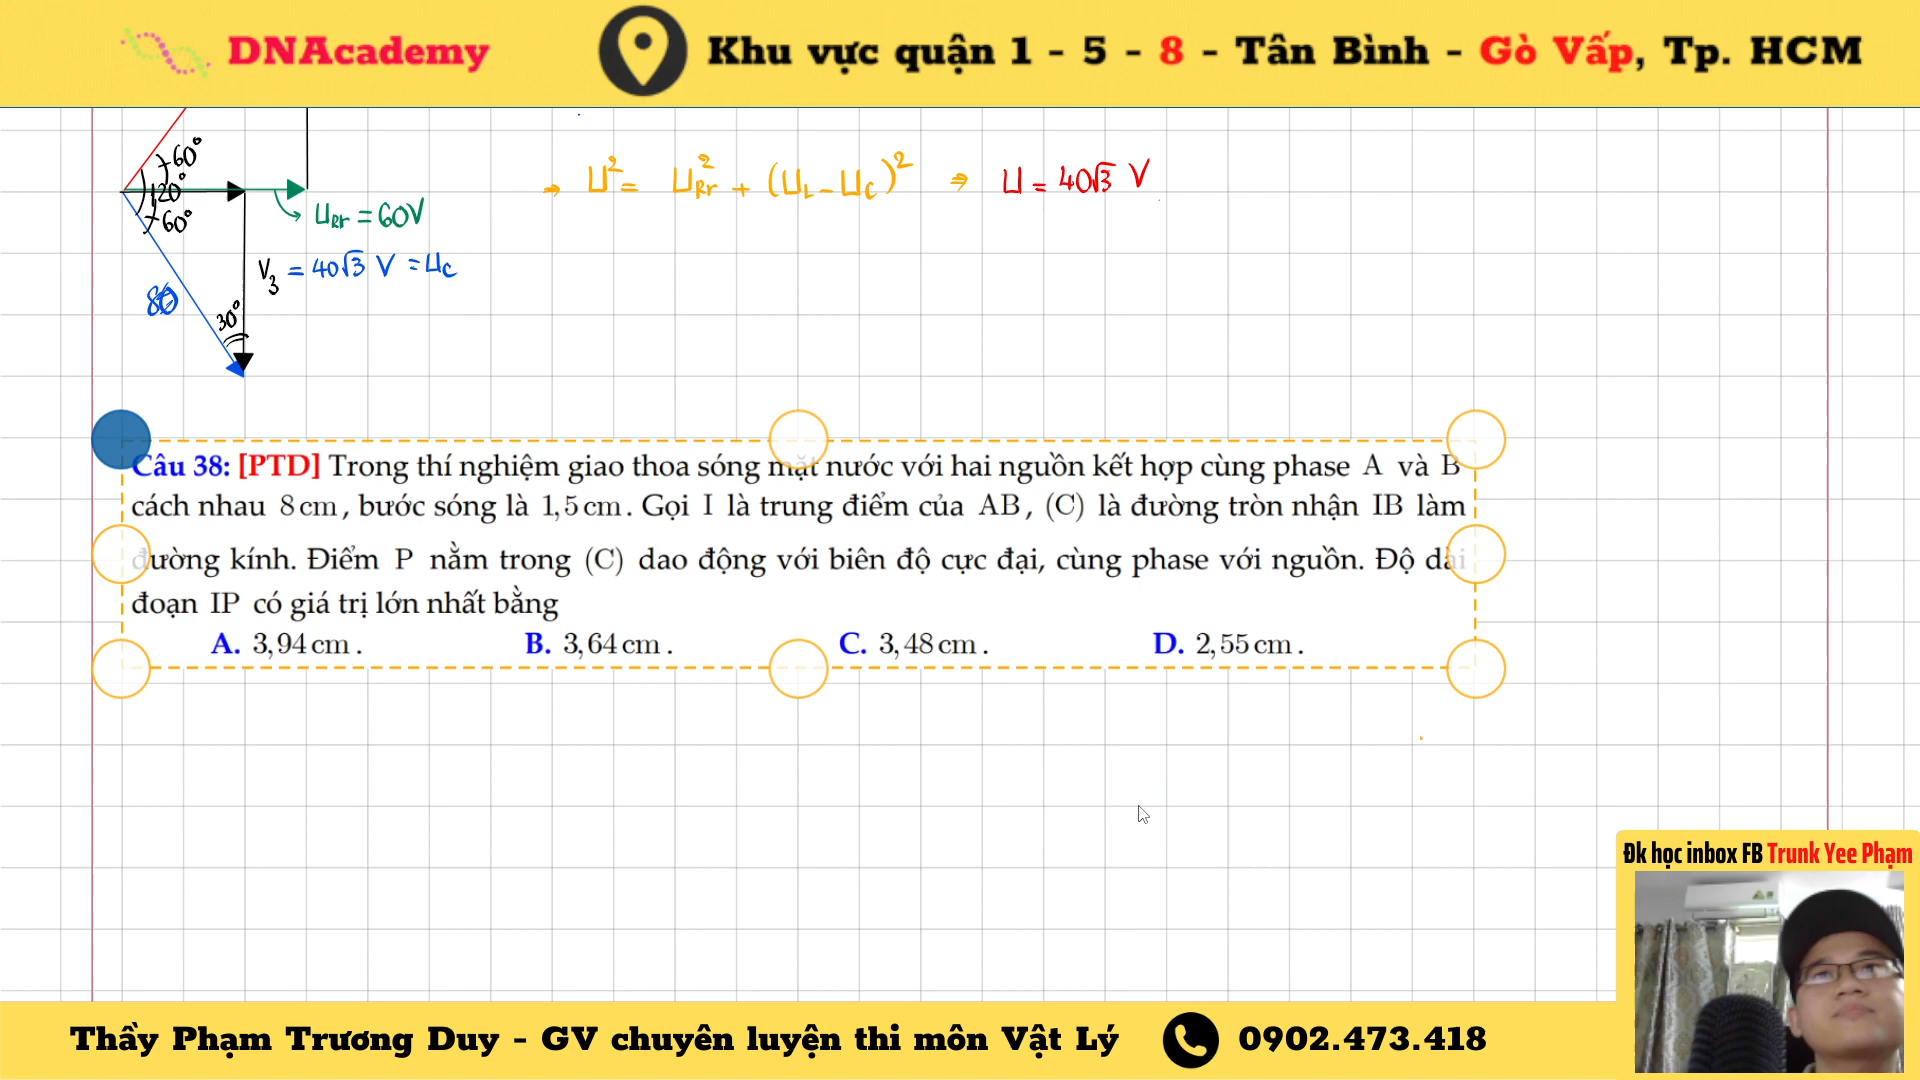 DNAcademy
Khu vực quận 1 - 5 - 8 - Tân Bình - Gò Vấp, Tp. HCM
60°
120°
60°
U_Rr = 60V
V_3 = 40√3 V = U_C
80
30°
⇒ U² = U_Rr² + (U_L - U_C)² ⇒ U = 40√3 V
Câu 38: [PTD] Trong thí nghiệm giao thoa sóng mặt nước với hai nguồn kết hợp cùng phase A và B
cách nhau 8 cm, bước sóng là 1,5 cm. Gọi I là trung điểm của AB, (C) là đường tròn nhận IB làm
đường kính. Điểm P nằm trong (C) dao động với biên độ cực đại, cùng phase với nguồn. Độ dài
đoạn IP có giá trị lớn nhất bằng
A. 3,94 cm. B. 3,64 cm. C. 3,48 cm. D. 2,55 cm.
Đk học inbox FB Trunk Yee Phạm
Thầy Phạm Trương Duy - GV chuyên luyện thi môn Vật Lý 0902.473.418